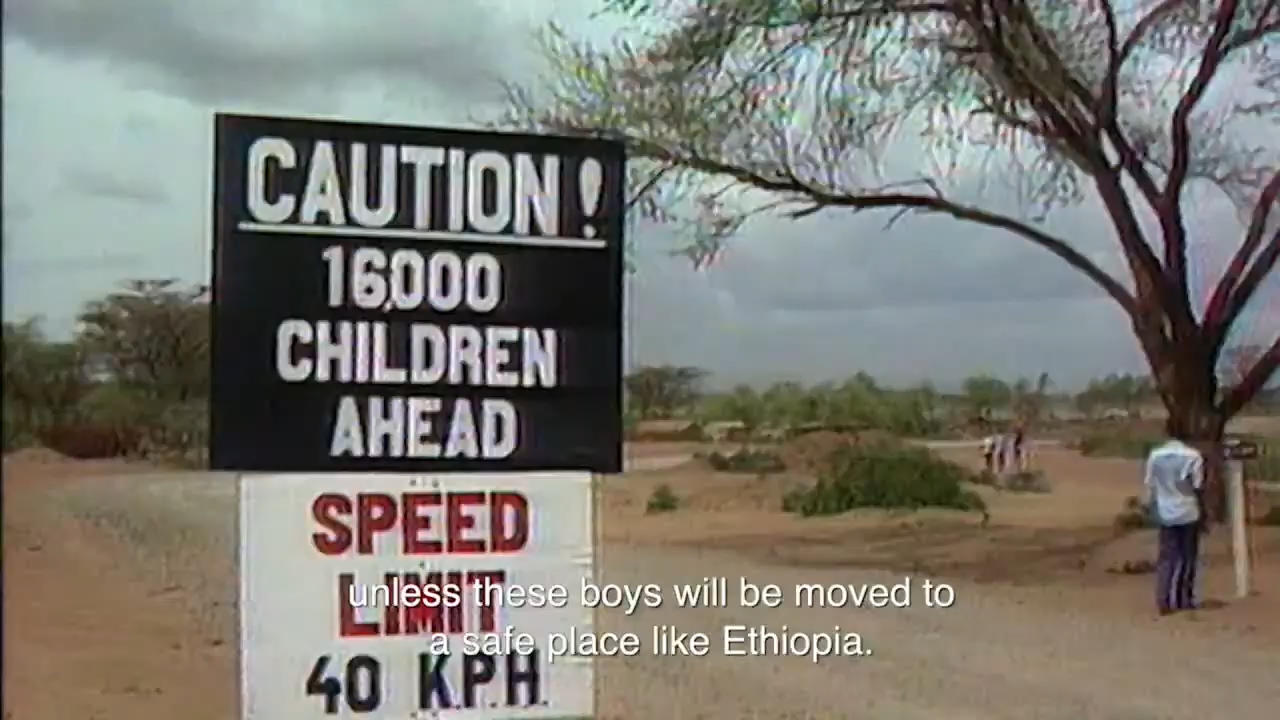 CAUTION!
16,000
CHILDREN
AHEAD
SPEED
LIMIT
40 K.P.H.
unless these boys will be moved to
a safe place like Ethiopia.